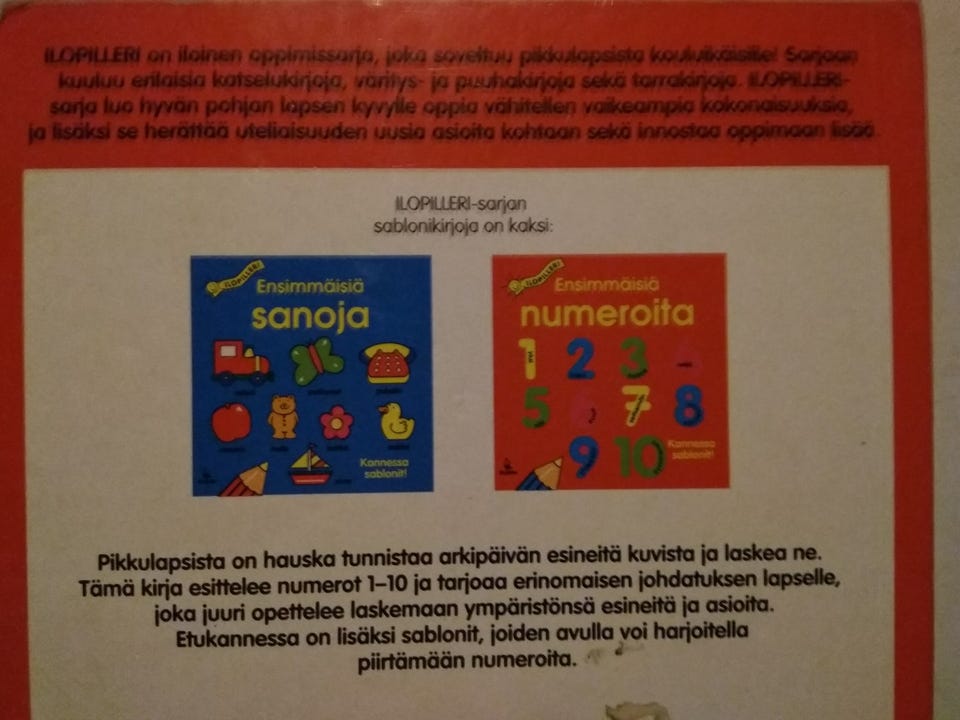 ILOPILLERI on iloinen oppimissarja, joka soveltuu pikkulapsista kouluikäisille! Sarjaan
kuuluu erilaisia katselukirjoja, väritys- ja puuhakirjoja sekä tarrakirjoja. ILOPILLERI-
sarja luo hyvän pohjan lapsen kyvylle oppia vähitellen vaikeampia kokonaisuuksia,
ja lisäksi se herättää uteliaisuuden uusia asioita kohtaan sekä innostaa oppimaan lisää.
ILOPILLERI-sarjan
sablonikirjoja on kaksi:
ILOPILLERI
Ensimmäisiä
sanoja
Kannessa
sablonit!
ILOPILLERI
Ensimmäisiä
numeroita
1 2 3 4
5 6 7 8
9 10
Kannessa
sablonit!
Pikkulapsista on hauska tunnistaa arkipäivän esineitä kuvista ja laskea ne.
Tämä kirja esittelee numerot 1–10 ja tarjoaa erinomaisen johdatuksen lapselle,
joka juuri opettelee laskemaan ympäristönsä esineitä ja asioita.
Etukannessa on lisäksi sablonit, joiden avulla voi harjoitella
piirtämään numeroita.